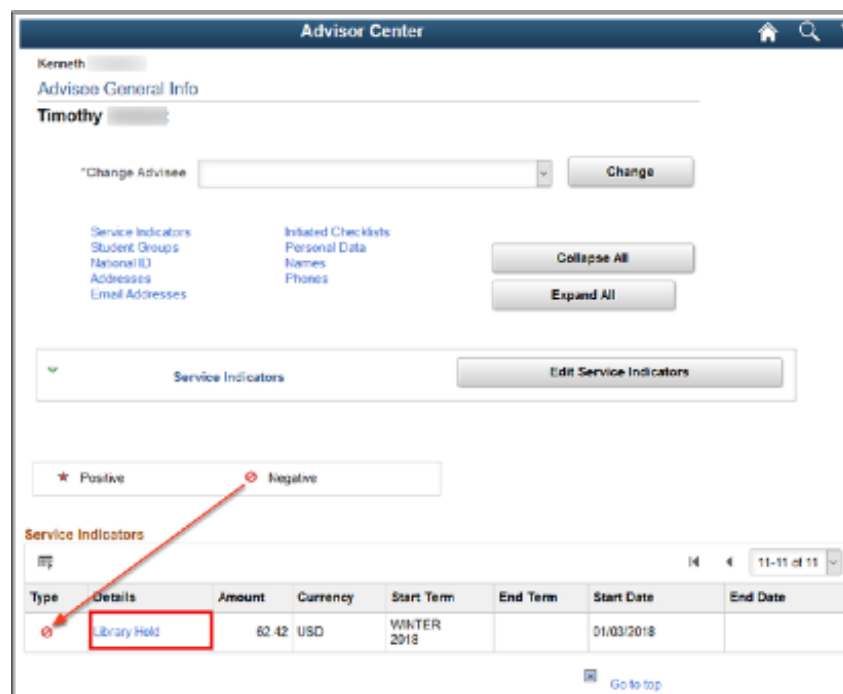 Advisor Center
Kenneth
Advisee General Info
Timothy
*Change Advisee
Change
Service Indicators Initiated Checklists
Student Groups Personal Data
National ID Names
Addresses Phones
Email Addresses
Collapse All
Expand All
Service Indicators
Edit Service Indicators
Positive Negative
Service Indicators
11-11 of 11
Type Details Amount Currency Start Term End Term Start Date End Date
Library Hold 62.42 USD WINTER 2018 01/03/2018
Go to top